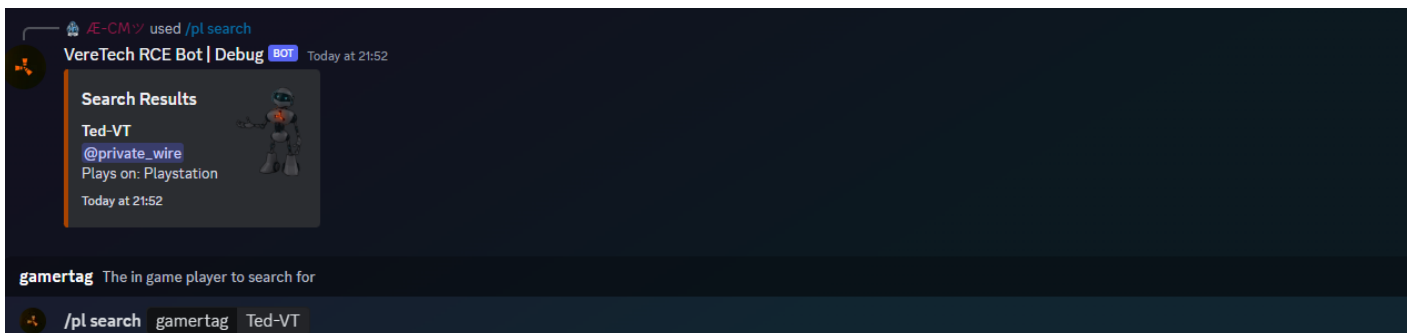 Æ-CMツ used /pl search
VereTech RCE Bot | Debug BOT Today at 21:52
Search Results
Ted-VT
@private_wire
Plays on: Playstation
Today at 21:52
gamertag The in game player to search for
/pl search gamertag Ted-VT